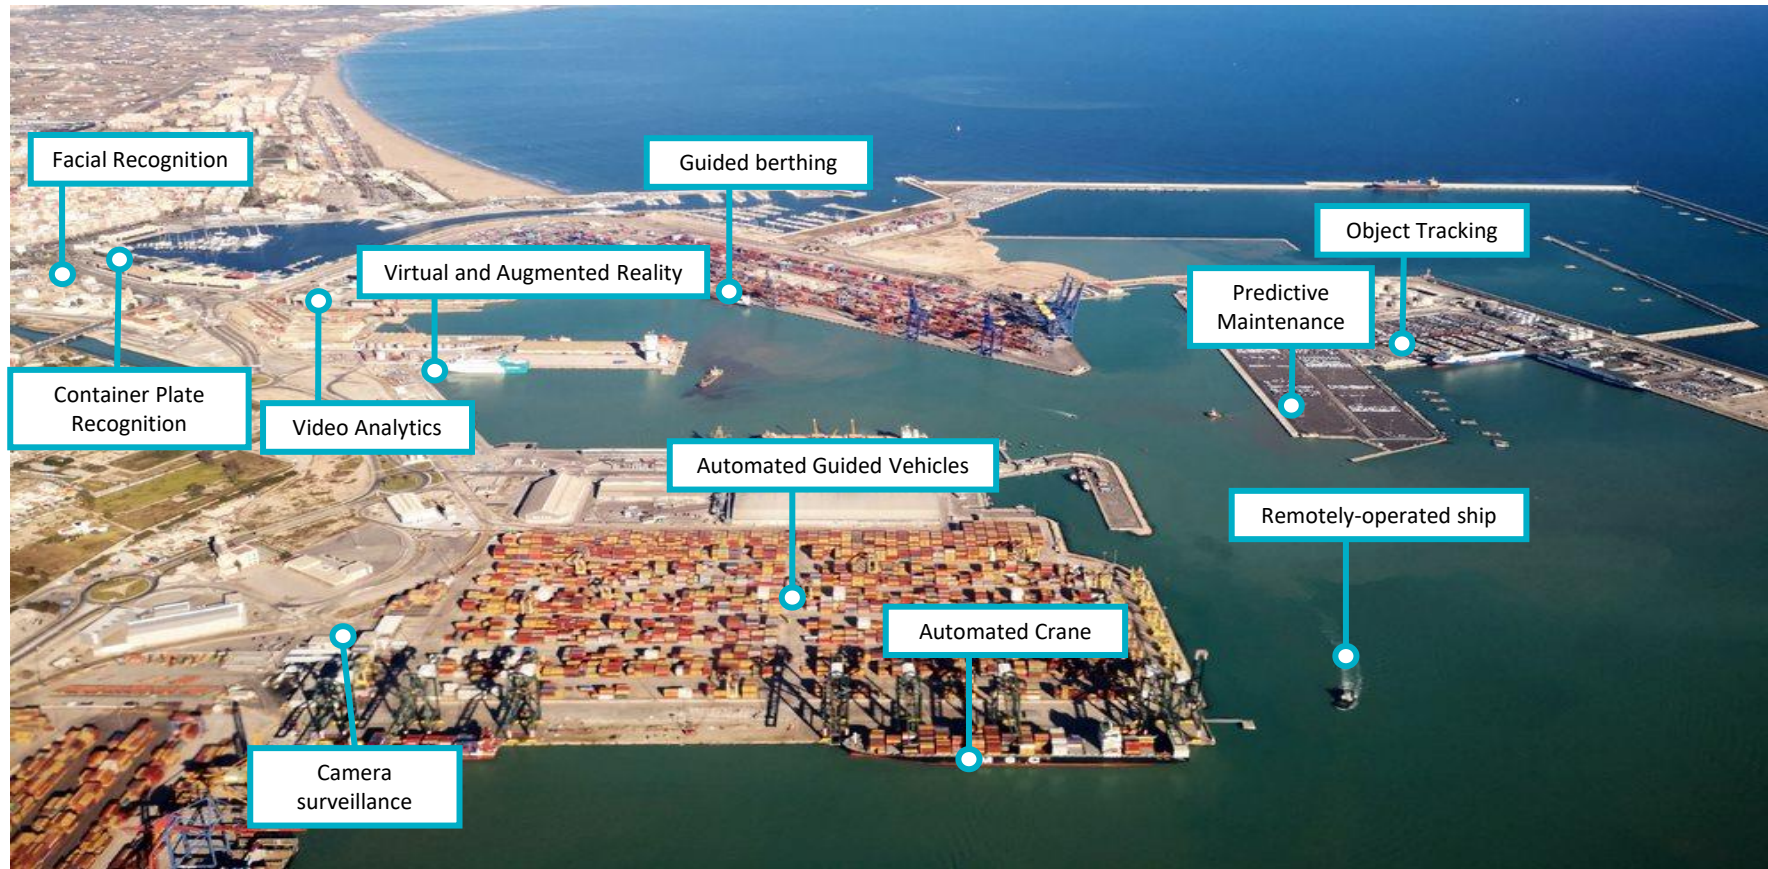 Facial Recognition
Guided berthing
Object Tracking
Virtual and Augmented Reality
Predictive
Maintenance
Container Plate
Recognition
Video Analytics
Automated Guided Vehicles
Remotely-operated ship
Automated Crane
M S C
Camera
surveillance